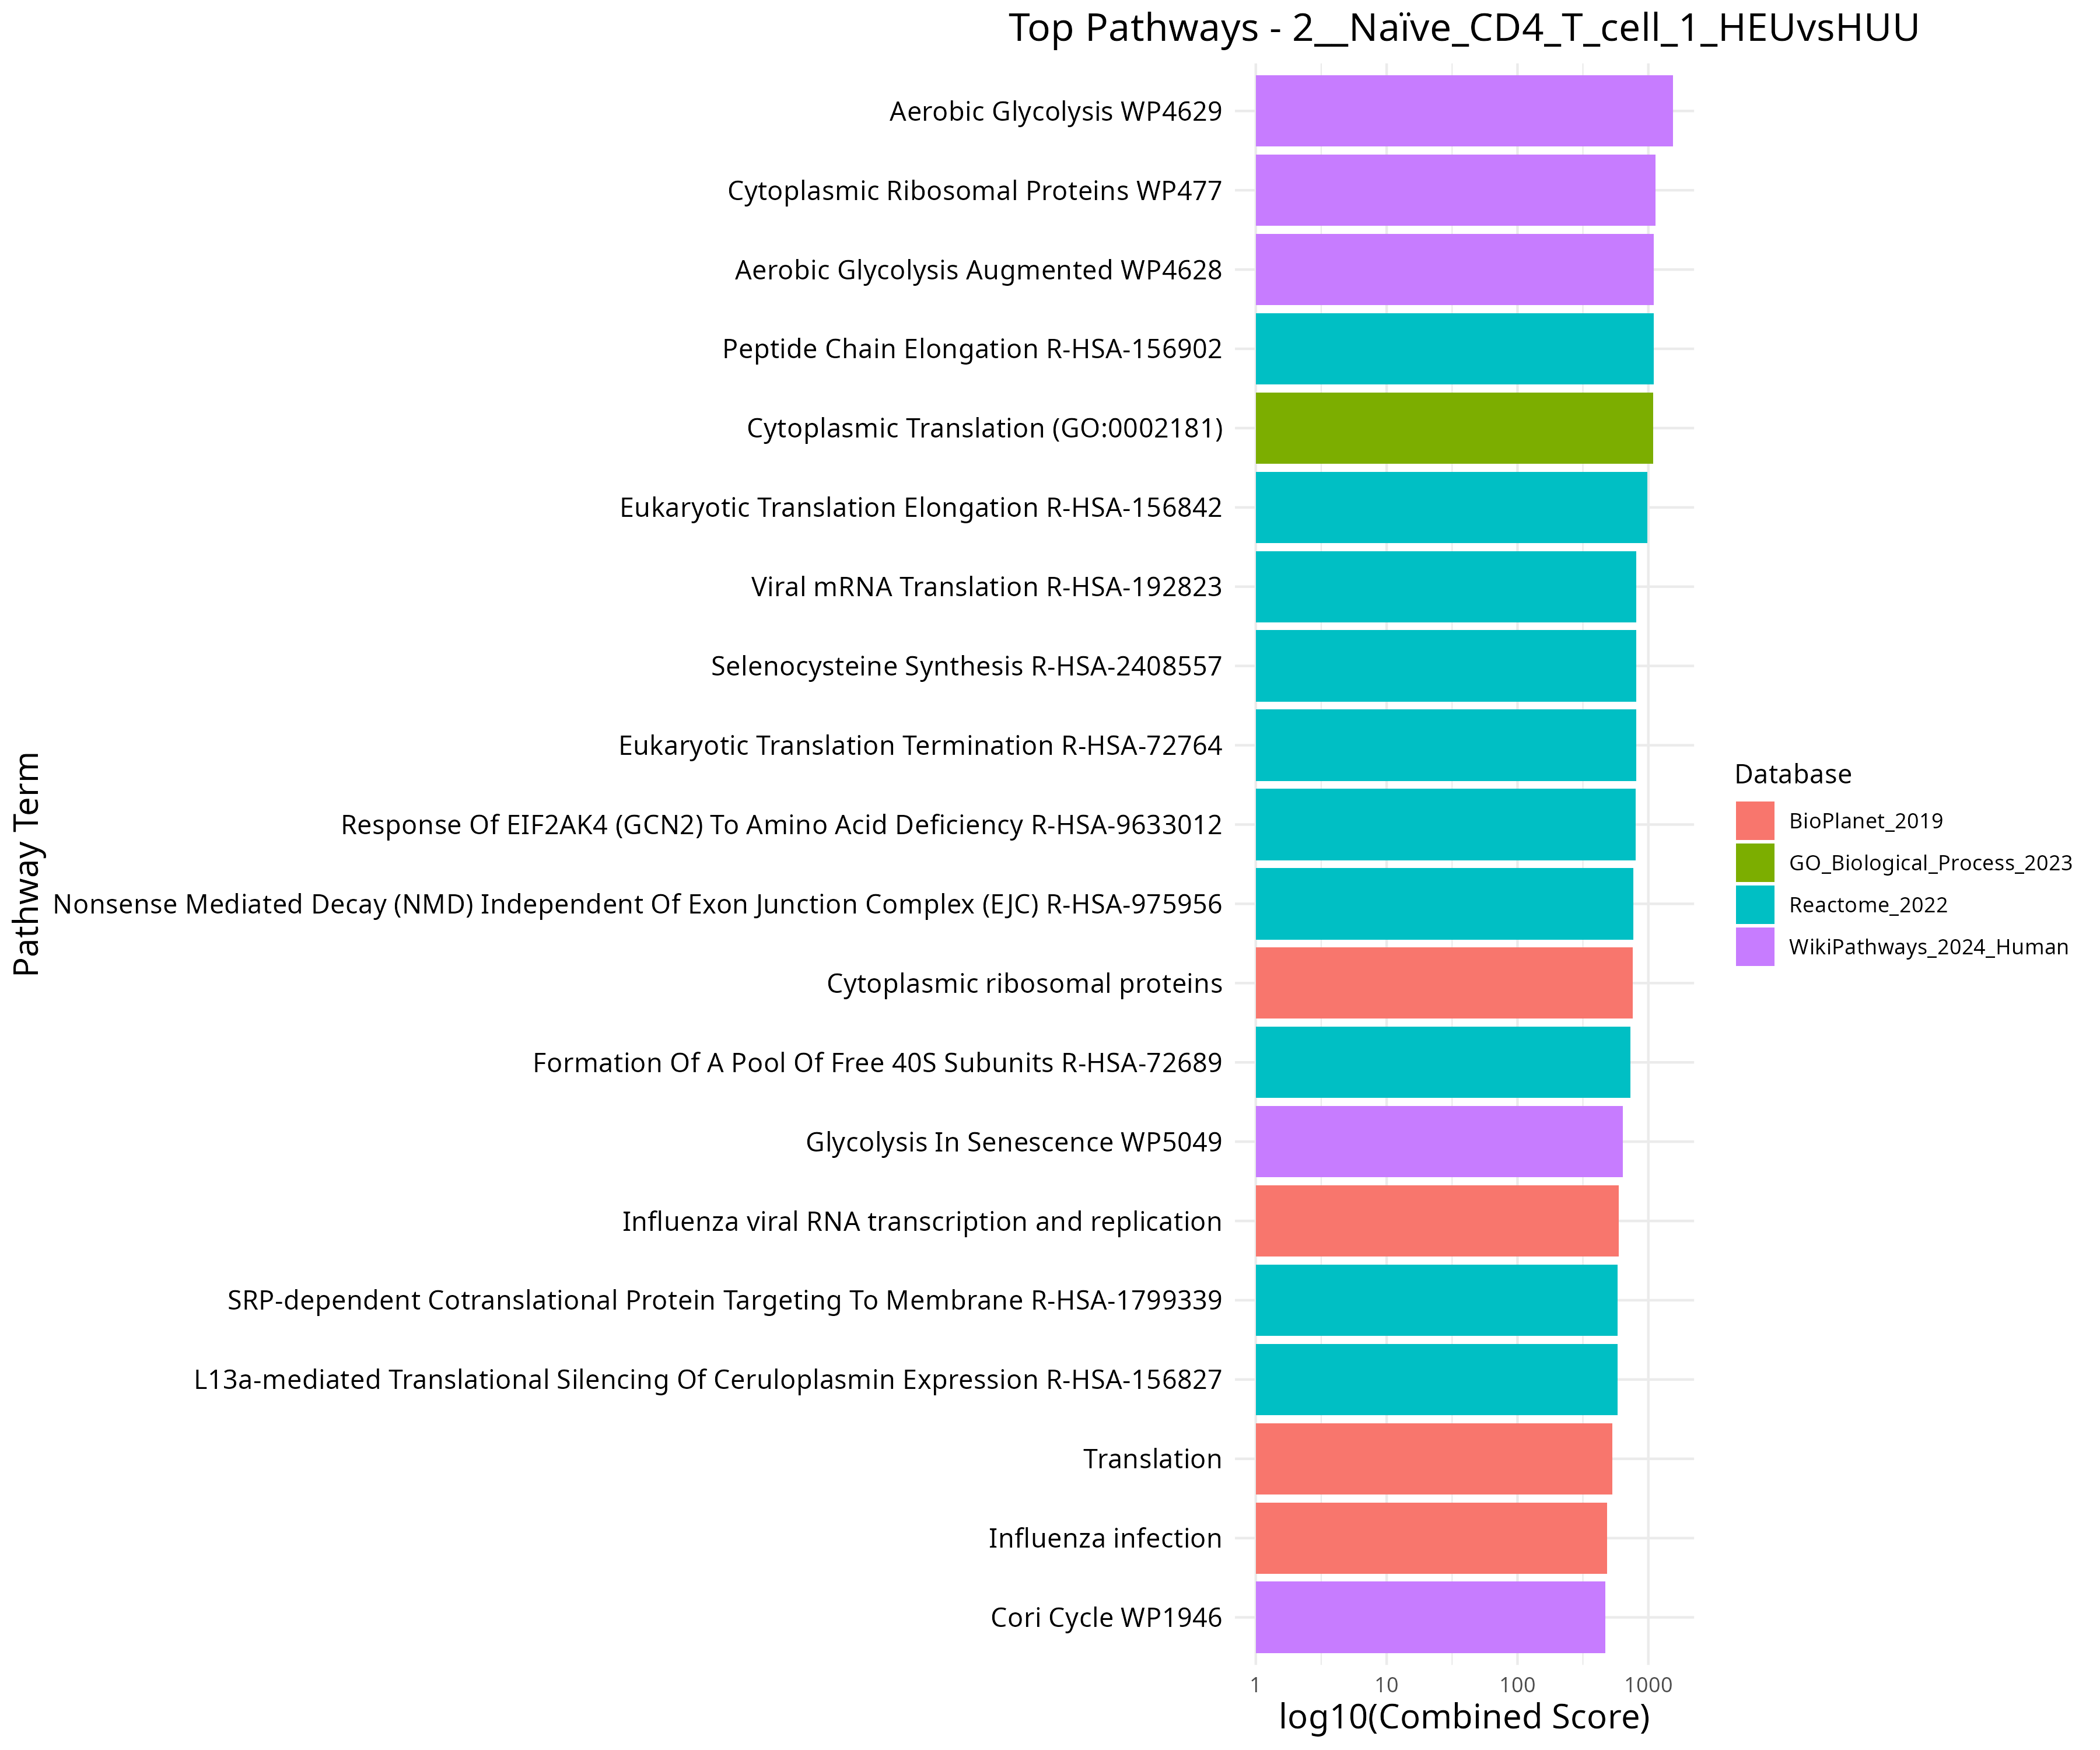 Top Pathways - 2__Naïve_CD4_T_cell_1_HEUvsHUU
Pathway Term
Aerobic Glycolysis WP4629
Cytoplasmic Ribosomal Proteins WP477
Aerobic Glycolysis Augmented WP4628
Peptide Chain Elongation R-HSA-156902
Cytoplasmic Translation (GO:0002181)
Eukaryotic Translation Elongation R-HSA-156842
Viral mRNA Translation R-HSA-192823
Selenocysteine Synthesis R-HSA-2408557
Eukaryotic Translation Termination R-HSA-72764
Response Of EIF2AK4 (GCN2) To Amino Acid Deficiency R-HSA-9633012
Nonsense Mediated Decay (NMD) Independent Of Exon Junction Complex (EJC) R-HSA-975956
Cytoplasmic ribosomal proteins
Formation Of A Pool Of Free 40S Subunits R-HSA-72689
Glycolysis In Senescence WP5049
Influenza viral RNA transcription and replication
SRP-dependent Cotranslational Protein Targeting To Membrane R-HSA-1799339
L13a-mediated Translational Silencing Of Ceruloplasmin Expression R-HSA-156827
Translation
Influenza infection
Cori Cycle WP1946
1 10 100 1000
log10(Combined Score)
Database
BioPlanet_2019
GO_Biological_Process_2023
Reactome_2022
WikiPathways_2024_Human